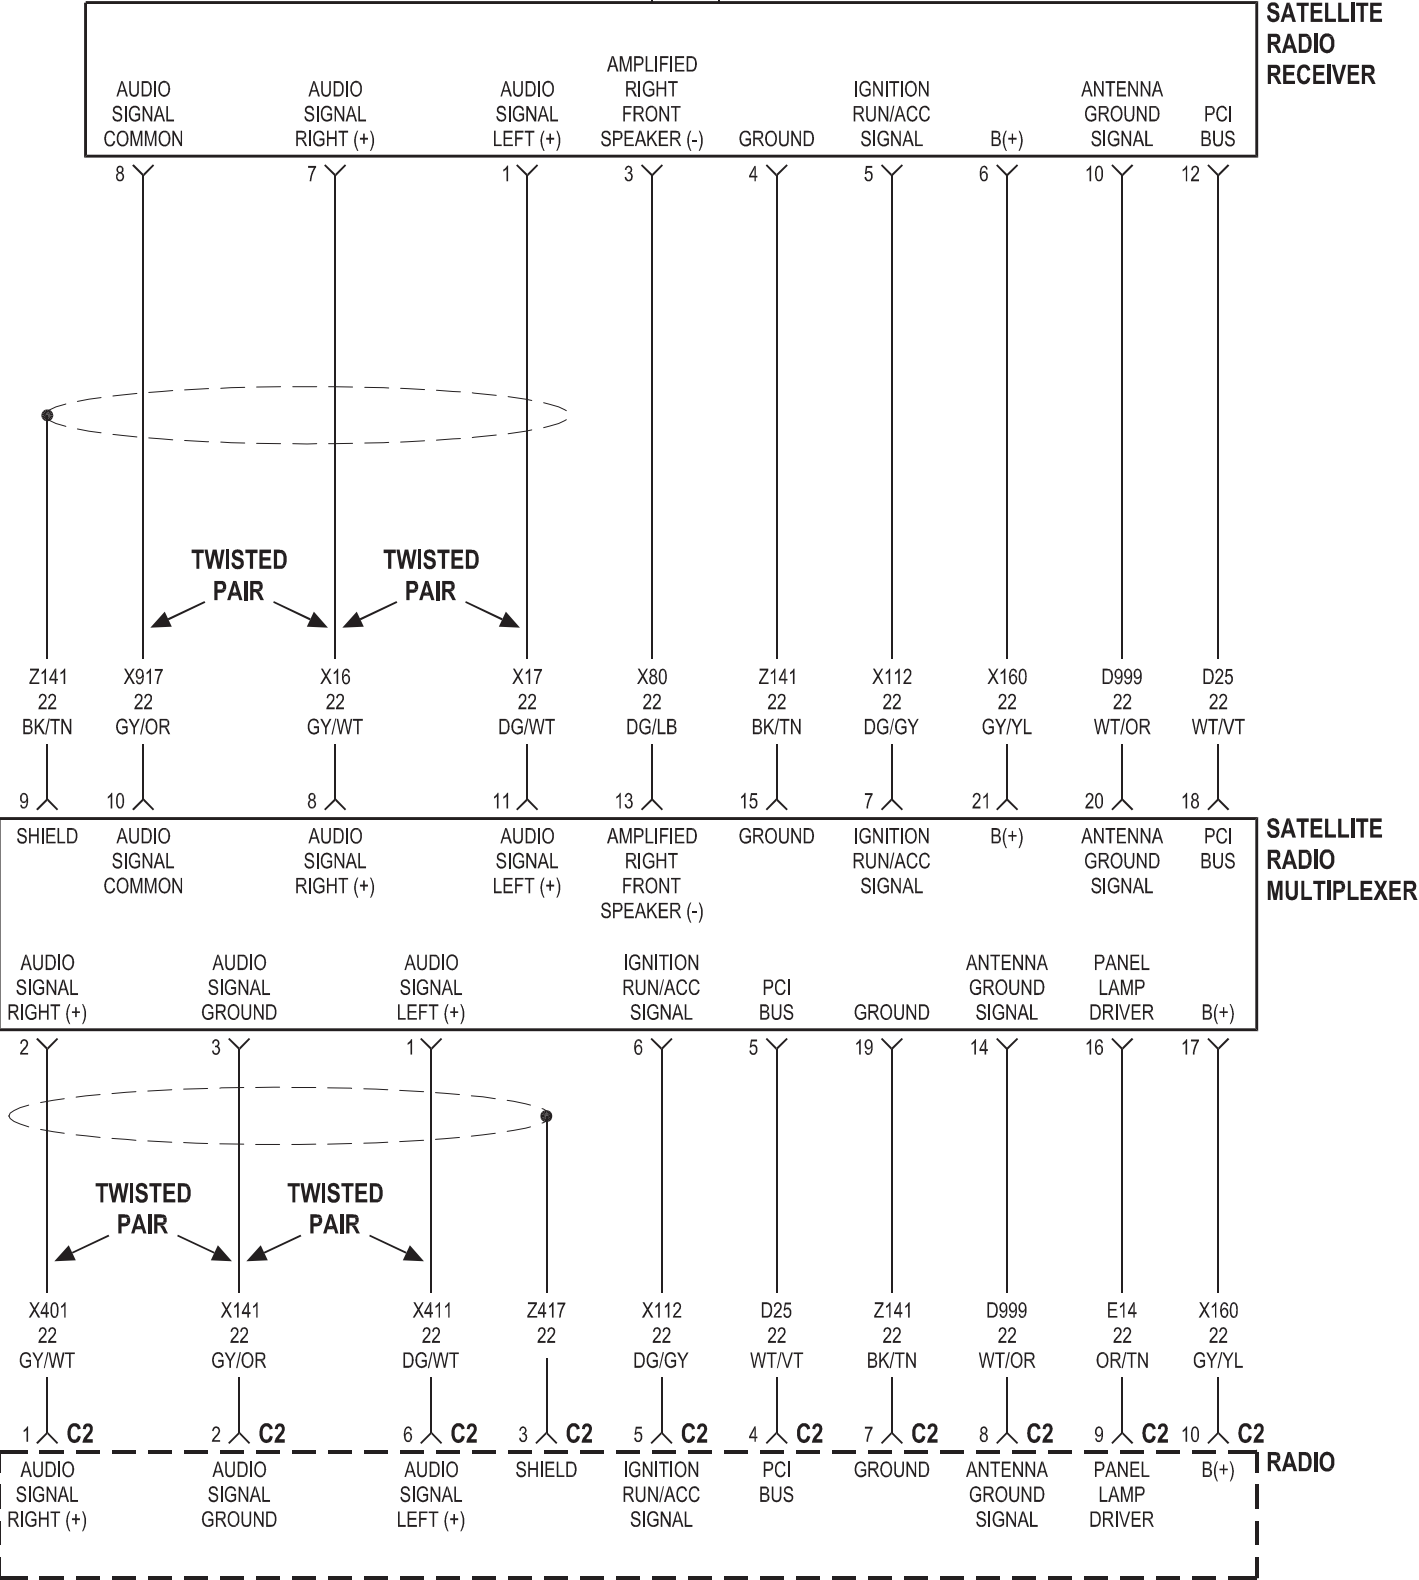 SATELLITE
RADIO
RECEIVER
AUDIO
SIGNAL
COMMON
AUDIO
SIGNAL
RIGHT (+)
AUDIO
SIGNAL
LEFT (+)
AMPLIFIED
RIGHT
FRONT
SPEAKER (-)
GROUND
IGNITION
RUN/ACC
SIGNAL
B(+)
ANTENNA
GROUND
SIGNAL
PCI
BUS
8 7 1 3 4 5 6 10 12
TWISTED
PAIR
TWISTED
PAIR
Z141
22
BK/TN
X917
22
GY/OR
X16
22
GY/WT
X17
22
DG/WT
X80
22
DG/LB
Z141
22
BK/TN
X112
22
DG/GY
X160
22
GY/YL
D999
22
WT/OR
D25
22
WT/VT
9 10 8 11 13 15 7 21 20 18
SATELLITE
RADIO
MULTIPLEXER
SHIELD
AUDIO
SIGNAL
COMMON
AUDIO
SIGNAL
RIGHT (+)
AUDIO
SIGNAL
LEFT (+)
AMPLIFIED
RIGHT
FRONT
SPEAKER (-)
GROUND
IGNITION
RUN/ACC
SIGNAL
B(+)
ANTENNA
GROUND
SIGNAL
PCI
BUS
AUDIO
SIGNAL
RIGHT (+)
AUDIO
SIGNAL
GROUND
AUDIO
SIGNAL
LEFT (+)
IGNITION
RUN/ACC
SIGNAL
PCI
BUS
GROUND
ANTENNA
GROUND
SIGNAL
PANEL
LAMP
DRIVER
B(+)
2 3 1 6 5 19 14 16 17
TWISTED
PAIR
TWISTED
PAIR
X401
22
GY/WT
X141
22
GY/OR
X411
22
DG/WT
Z417
22
X112
22
DG/GY
D25
22
WT/VT
Z141
22
BK/TN
D999
22
WT/OR
E14
22
OR/TN
X160
22
GY/YL
1 C2 2 C2 6 C2 3 C2 5 C2 4 C2 7 C2 8 C2 9 C2 10 C2
RADIO
AUDIO
SIGNAL
RIGHT (+)
AUDIO
SIGNAL
GROUND
AUDIO
SIGNAL
LEFT (+)
SHIELD
IGNITION
RUN/ACC
SIGNAL
PCI
BUS
GROUND
ANTENNA
GROUND
SIGNAL
PANEL
LAMP
DRIVER
B(+)